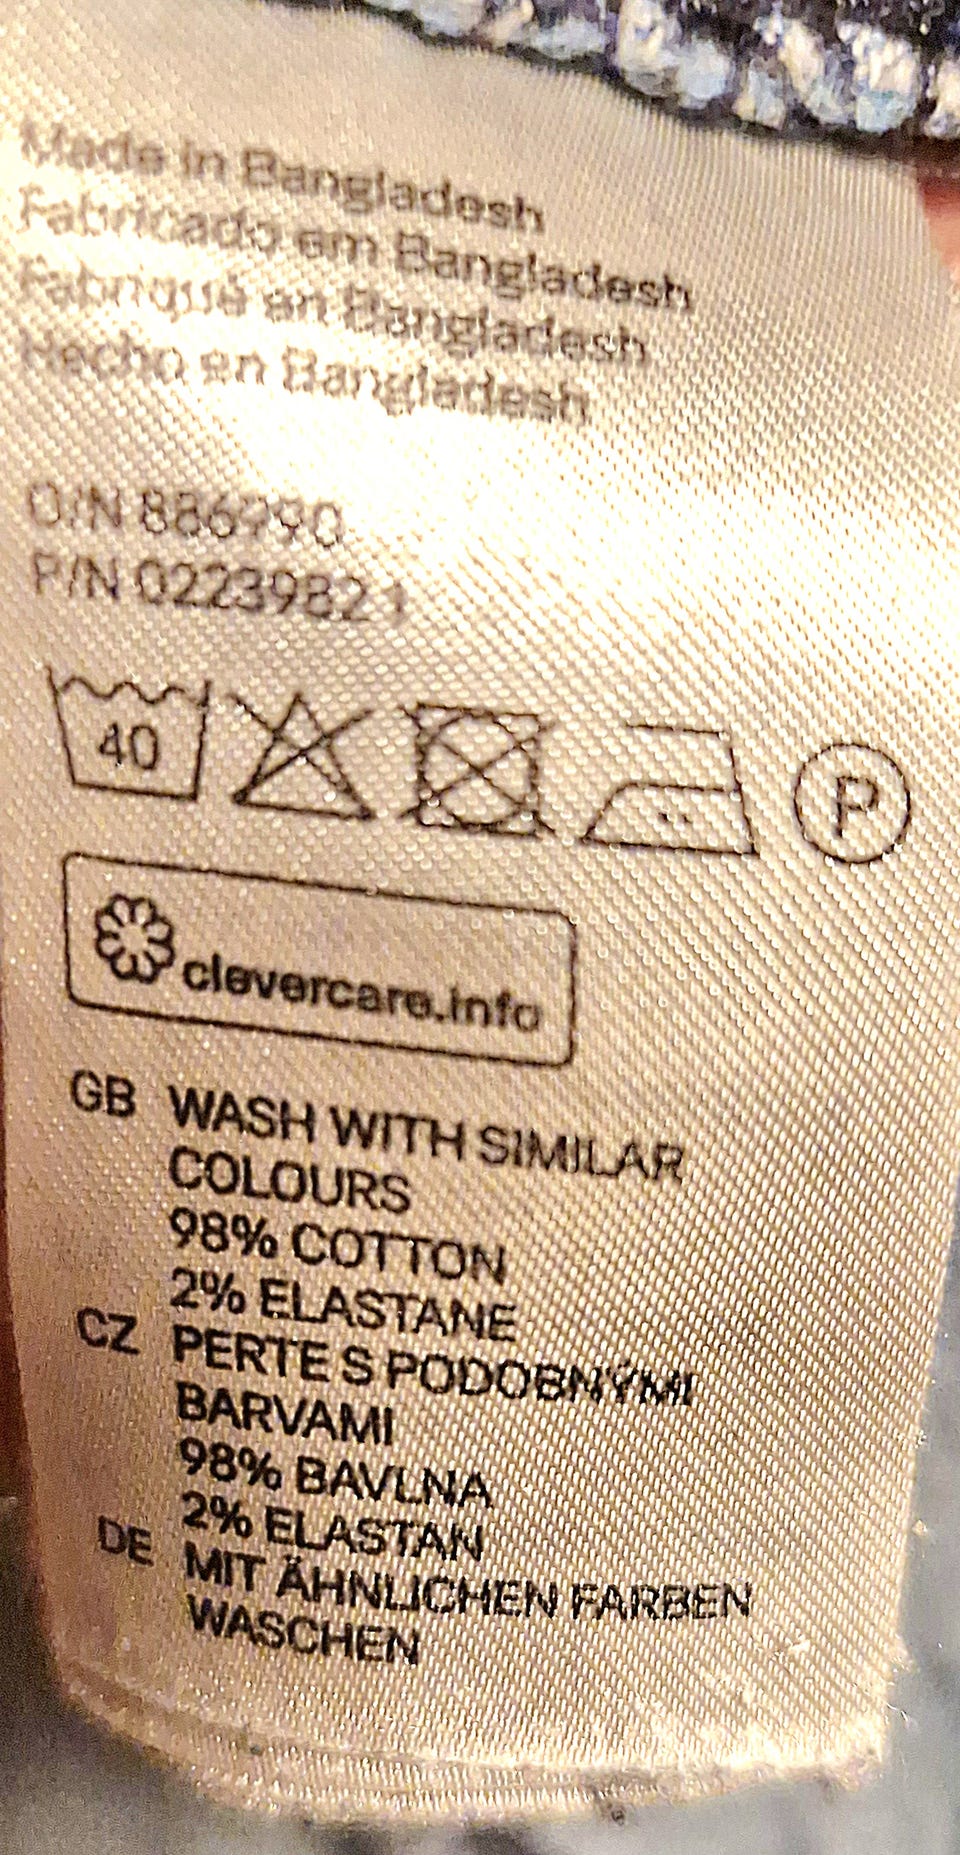 Made in Bangladesh
Fabricado em Bangladesh
Fabriqué en Bangladesh
Hecho en Bangladesh
O/N 886990
P/N 02239821
40
P
clevercare.info
GB WASH WITH SIMILAR
COLOURS
98% COTTON
2% ELASTANE
CZ PERTE S PODOBNÝMI
BARVAMI
98% BAVLNA
2% ELASTAN
DE MIT ÄHNLICHEN FARBEN
WASCHEN